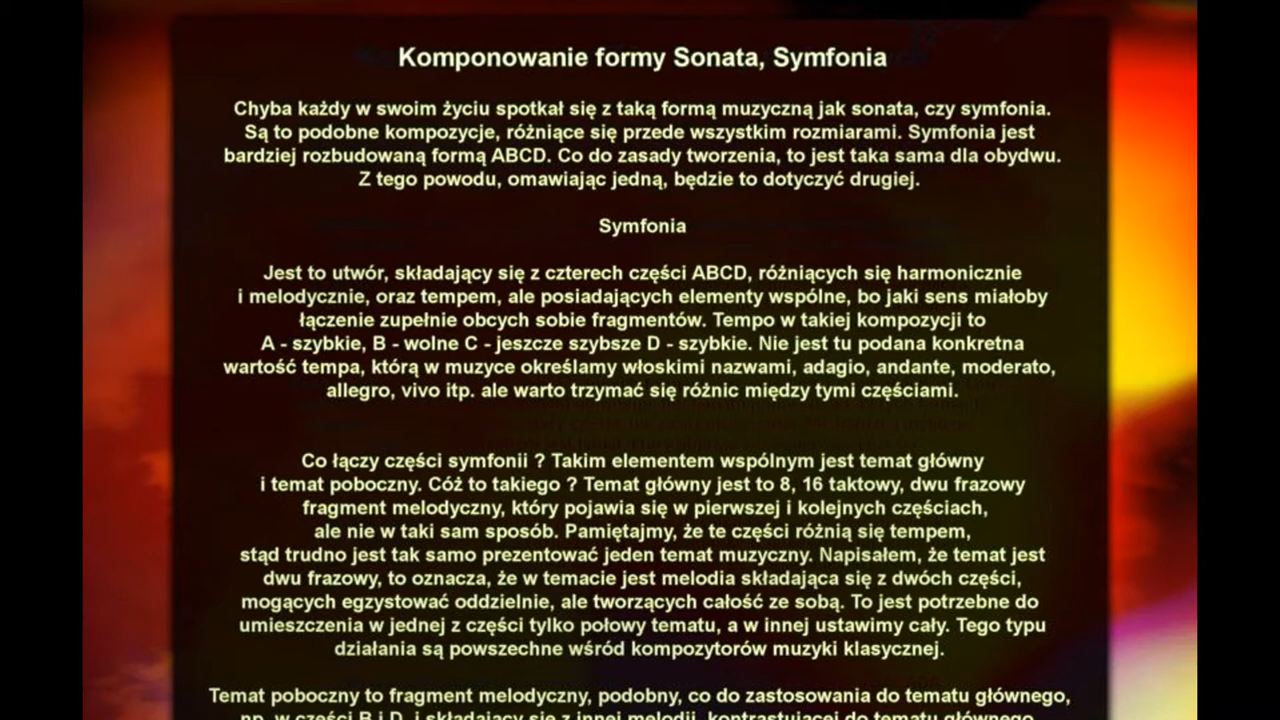 Komponowanie formy Sonata, Symfonia
Chyba każdy w swoim życiu spotkał się z taką formą muzyczną jak sonata, czy symfonia.
Są to podobne kompozycje, różniące się przede wszystkim rozmiarami. Symfonia jest
bardziej rozbudowaną formą ABCD. Co do zasady tworzenia, to jest taka sama dla obydwu.
Z tego powodu, omawiając jedną, będzie to dotyczyć drugiej.
Symfonia
Jest to utwór, składający się z czterech części ABCD, różniących się harmonicznie
i melodycznie, oraz tempem, ale posiadających elementy wspólne, bo jaki sens miałoby
łączenie zupełnie obcych sobie fragmentów. Tempo w takiej kompozycji to
A - szybkie, B - wolne C - jeszcze szybsze D - szybkie. Nie jest tu podana konkretna
wartość tempa, którą w muzyce określamy włoskimi nazwami, adagio, andante, moderato,
allegro, vivo itp. ale warto trzymać się różnic między tymi częściami.
Co łączy części symfonii ? Takim elementem wspólnym jest temat główny
i temat poboczny. Cóż to takiego ? Temat główny jest to 8, 16 taktowy, dwu frazowy
fragment melodyczny, który pojawia się w pierwszej i kolejnych częściach,
ale nie w taki sam sposób. Pamiętajmy, że te części różnią się tempem,
stąd trudno jest tak samo prezentować jeden temat muzyczny. Napisałem, że temat jest
dwu frazowy, to oznacza, że w temacie jest melodia składająca się z dwóch części,
mogących egzystować oddzielnie, ale tworzących całość ze sobą. To jest potrzebne do
umieszczenia w jednej z części tylko połowy tematu, a w innej ustawimy cały. Tego typu
działania są powszechne wśród kompozytorów muzyki klasycznej.
Temat poboczny to fragment melodyczny, podobny, co do zastosowania do tematu głównego,
np. w części B i D, i składający się z innej melodii, kontrastującej do tematu głównego.